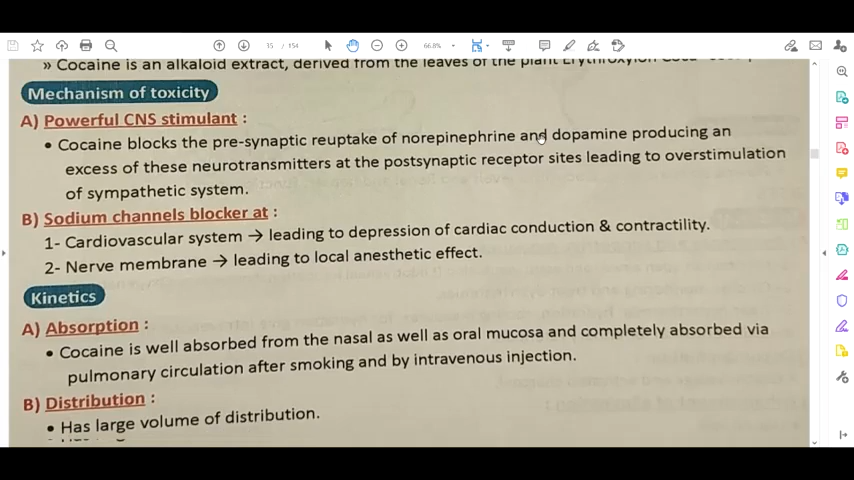 35 / 154
66.8%
» Cocaine is an alkaloid extract, derived from the leaves of the plant Erythroxylon
Mechanism of toxicity
A) Powerful CNS stimulant :
• Cocaine blocks the pre-synaptic reuptake of norepinephrine and dopamine producing an
excess of these neurotransmitters at the postsynaptic receptor sites leading to overstimulation
of sympathetic system.
B) Sodium channels blocker at :
1- Cardiovascular system → leading to depression of cardiac conduction & contractility.
2- Nerve membrane → leading to local anesthetic effect.
Kinetics
A) Absorption :
• Cocaine is well absorbed from the nasal as well as oral mucosa and completely absorbed via
pulmonary circulation after smoking and by intravenous injection.
B) Distribution :
• Has large volume of distribution.